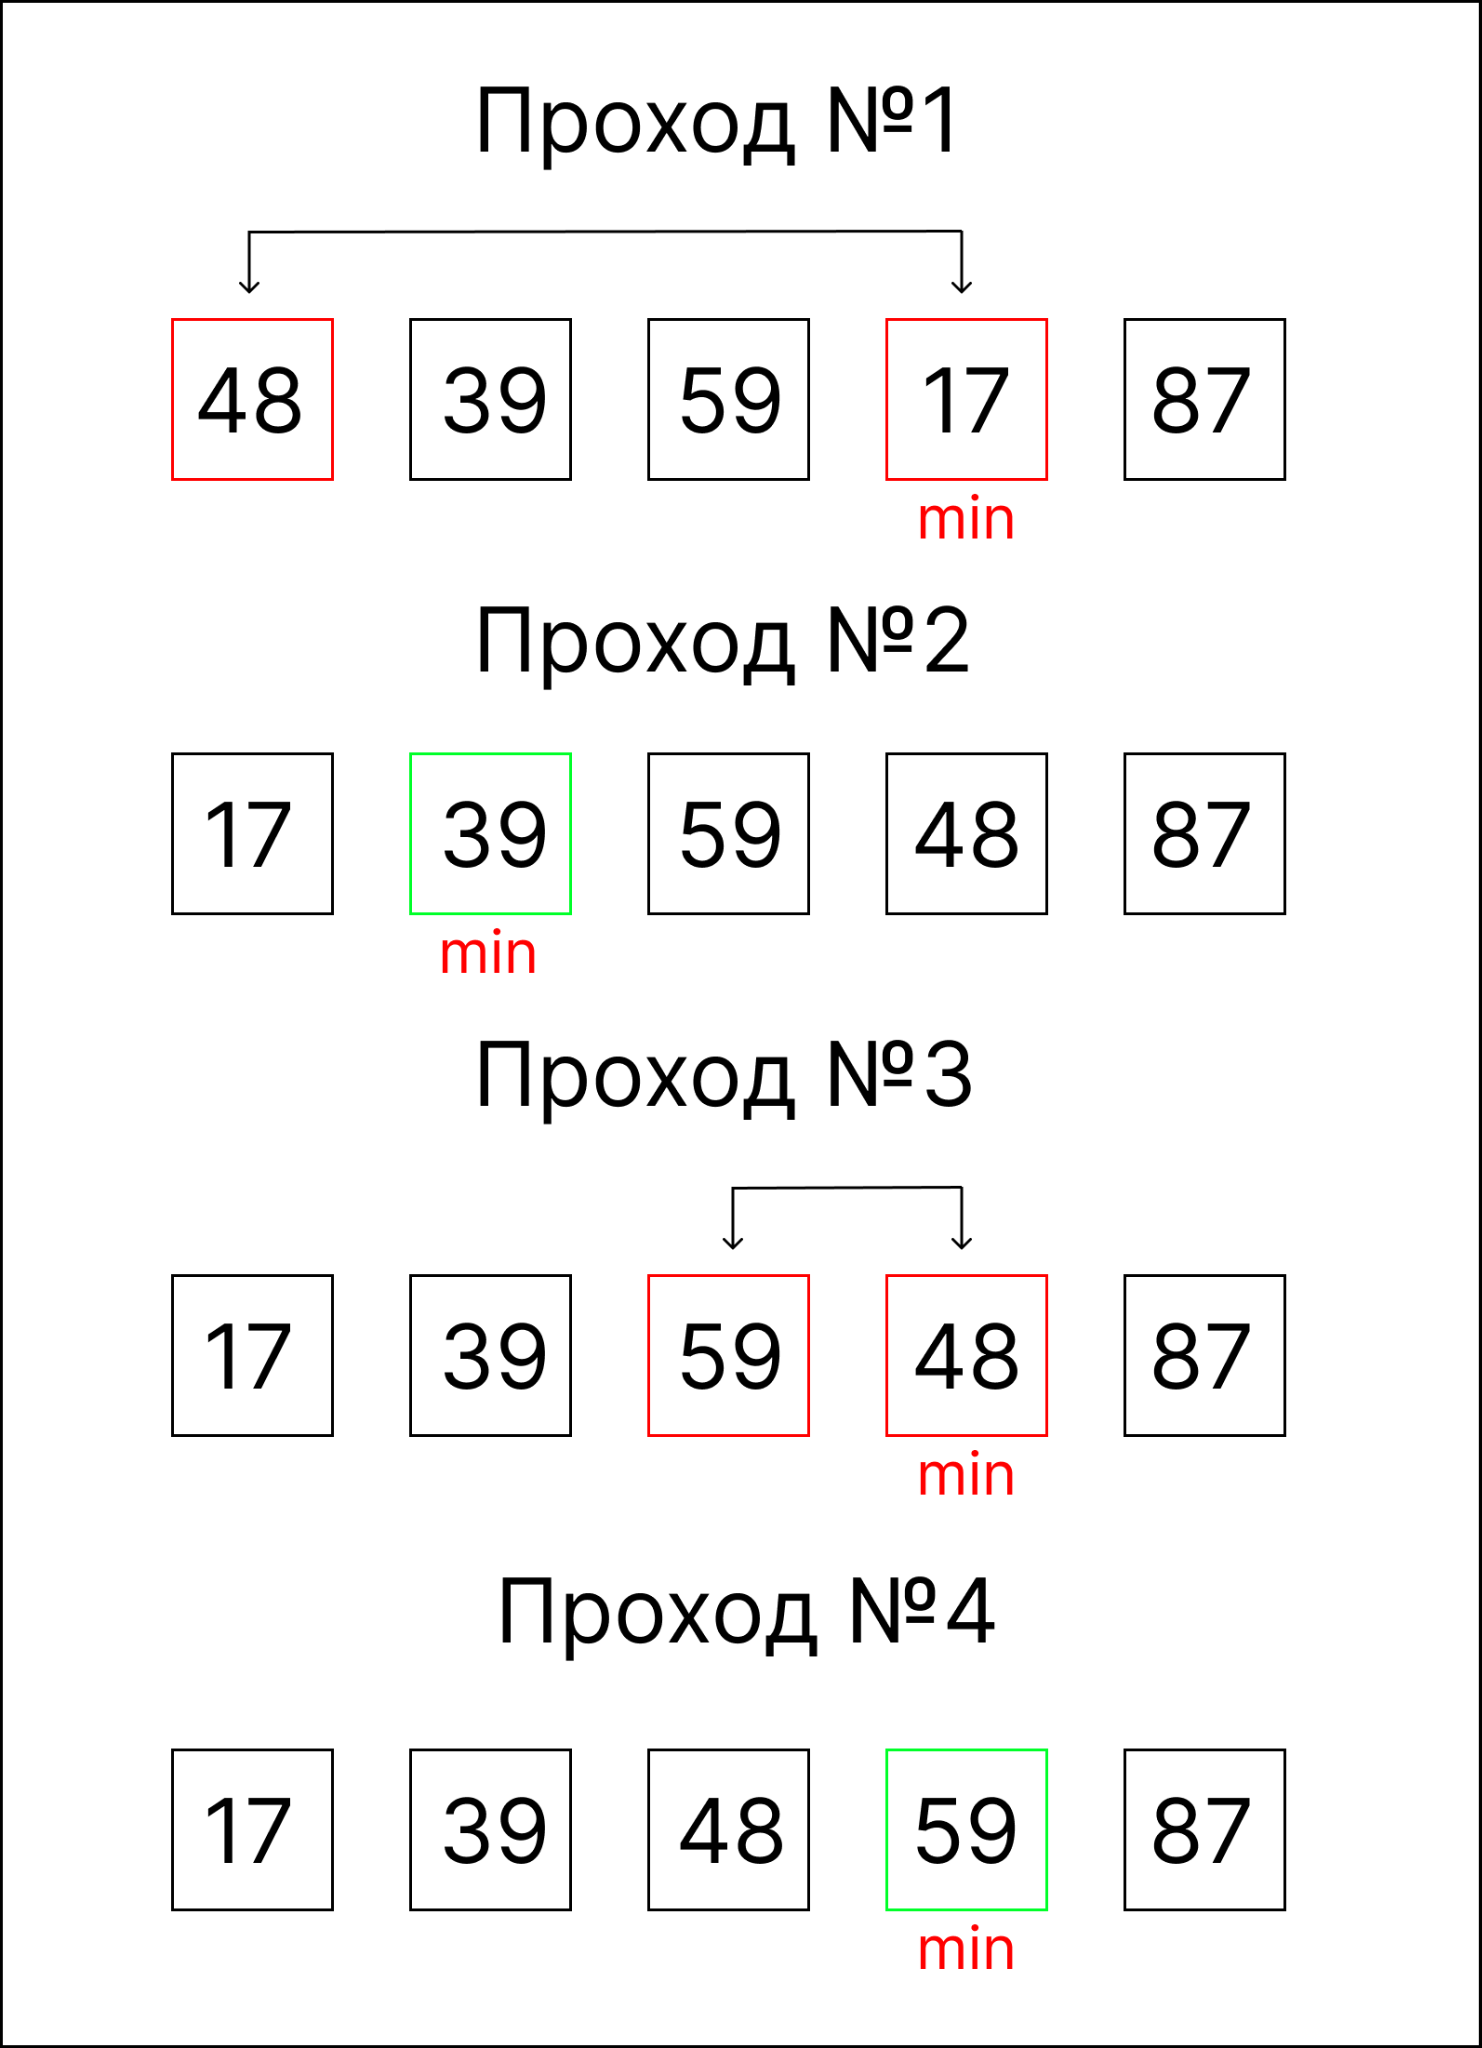 Проход №1
48 39 59 17 87
min
Проход №2
17 39 59 48 87
min
Проход №3
17 39 59 48 87
min
Проход №4
17 39 48 59 87
min